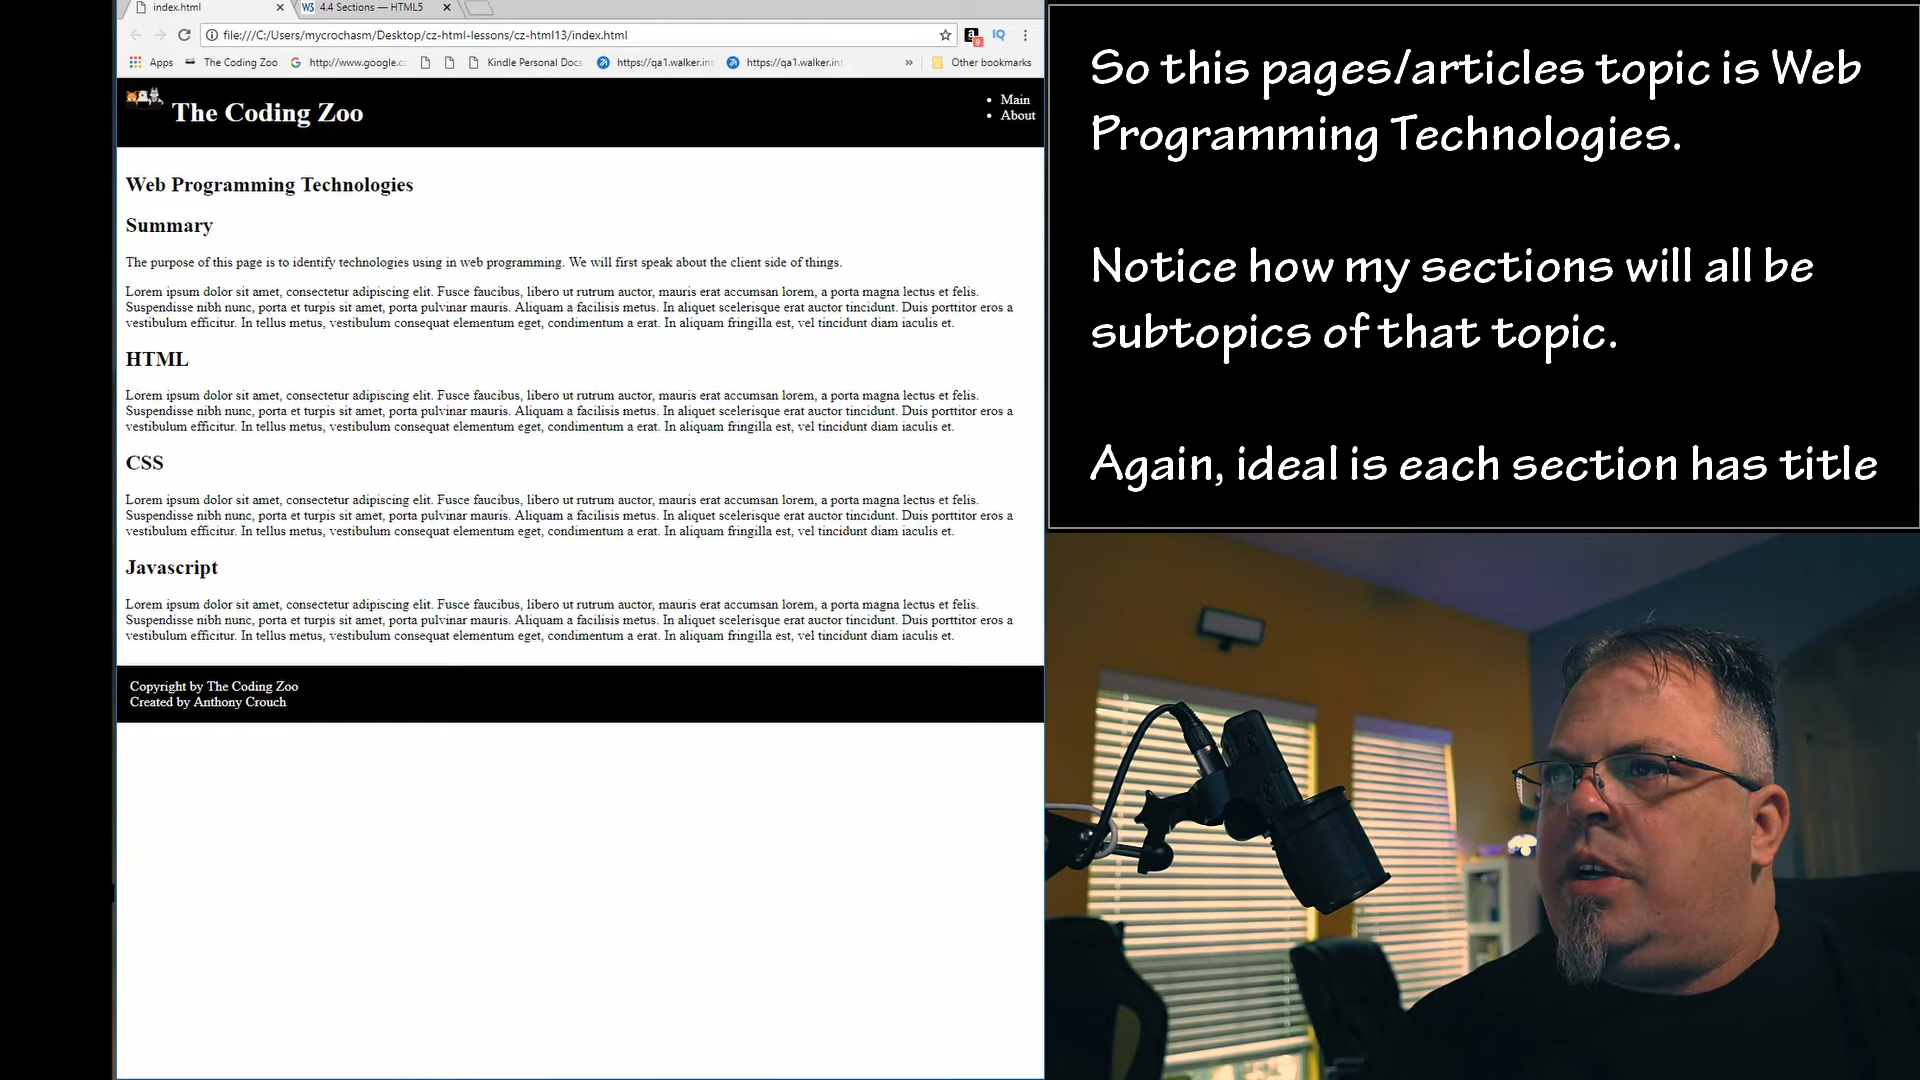 index.html
W3 4.4 Sections — HTML5
file:///C:/Users/mycrochasm/Desktop/cz-html-lessons/cz-html13/index.html
a
9
IQ
Apps
The Coding Zoo
http://www.google.cc
Kindle Personal Docs
https://qa1.walker.int
https://qa1.walker.int
»
Other bookmarks
The Coding Zoo
• Main
• About
Web Programming Technologies
Summary
The purpose of this page is to identify technologies using in web programming. We will first speak about the client side of things.
Lorem ipsum dolor sit amet, consectetur adipiscing elit. Fusce faucibus, libero ut rutrum auctor, mauris erat accumsan lorem, a porta magna lectus et felis.
Suspendisse nibh nunc, porta et turpis sit amet, porta pulvinar mauris. Aliquam a facilisis metus. In aliquet scelerisque erat auctor tincidunt. Duis porttitor eros a
vestibulum efficitur. In tellus metus, vestibulum consequat elementum eget, condimentum a erat. In aliquam fringilla est, vel tincidunt diam iaculis et.
HTML
Lorem ipsum dolor sit amet, consectetur adipiscing elit. Fusce faucibus, libero ut rutrum auctor, mauris erat accumsan lorem, a porta magna lectus et felis.
Suspendisse nibh nunc, porta et turpis sit amet, porta pulvinar mauris. Aliquam a facilisis metus. In aliquet scelerisque erat auctor tincidunt. Duis porttitor eros a
vestibulum efficitur. In tellus metus, vestibulum consequat elementum eget, condimentum a erat. In aliquam fringilla est, vel tincidunt diam iaculis et.
CSS
Lorem ipsum dolor sit amet, consectetur adipiscing elit. Fusce faucibus, libero ut rutrum auctor, mauris erat accumsan lorem, a porta magna lectus et felis.
Suspendisse nibh nunc, porta et turpis sit amet, porta pulvinar mauris. Aliquam a facilisis metus. In aliquet scelerisque erat auctor tincidunt. Duis porttitor eros a
vestibulum efficitur. In tellus metus, vestibulum consequat elementum eget, condimentum a erat. In aliquam fringilla est, vel tincidunt diam iaculis et.
Javascript
Lorem ipsum dolor sit amet, consectetur adipiscing elit. Fusce faucibus, libero ut rutrum auctor, mauris erat accumsan lorem, a porta magna lectus et felis.
Suspendisse nibh nunc, porta et turpis sit amet, porta pulvinar mauris. Aliquam a facilisis metus. In aliquet scelerisque erat auctor tincidunt. Duis porttitor eros a
vestibulum efficitur. In tellus metus, vestibulum consequat elementum eget, condimentum a erat. In aliquam fringilla est, vel tincidunt diam iaculis et.
Copyright by The Coding Zoo
Created by Anthony Crouch
So this pages/articles topic is Web
Programming Technologies.
Notice how my sections will all be
subtopics of that topic.
Again, ideal is each section has title